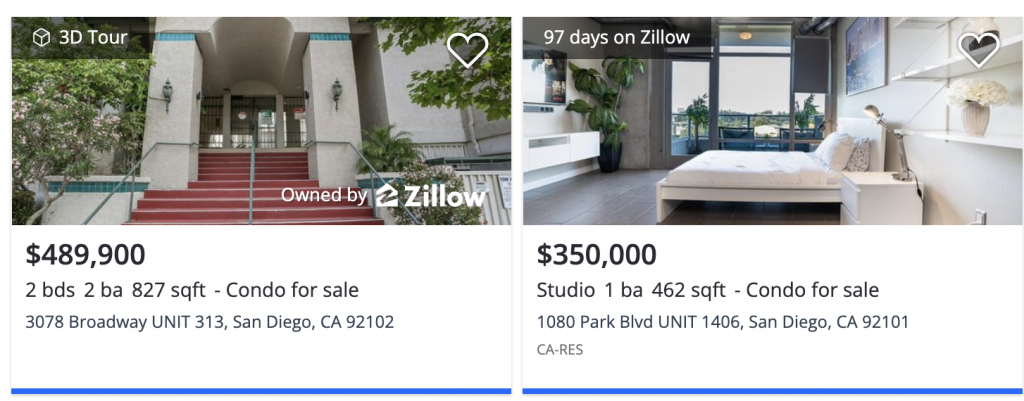 3D Tour
Owned by Zillow
$489,900
2 bds 2 ba 827 sqft - Condo for sale
3078 Broadway UNIT 313, San Diego, CA 92102
97 days on Zillow
$350,000
Studio 1 ba 462 sqft - Condo for sale
1080 Park Blvd UNIT 1406, San Diego, CA 92101
CA-RES